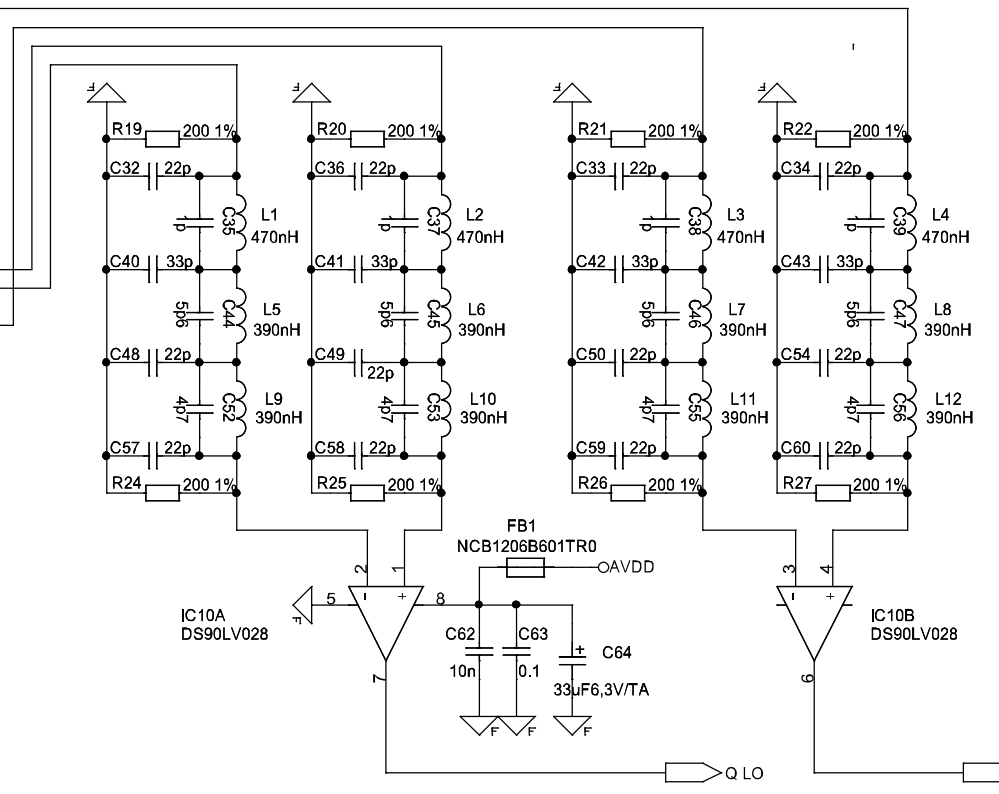 F F F F
R19 200 1% R20 200 1% R21 200 1% R22 200 1%
C32 22p C36 22p C33 22p C34 22p
1p C35 L1 470nH 1p C37 L2 470nH 1p C38 L3 470nH 1p C39 L4 470nH
C40 33p C41 33p C42 33p C43 33p
5p6 C44 L5 390nH 5p6 C45 L6 390nH 5p6 C46 L7 390nH 5p6 C47 L8 390nH
C48 22p C49 22p C50 22p C54 22p
4p7 C52 L9 390nH 4p7 C53 L10 390nH 4p7 C55 L11 390nH 4p7 C56 L12 390nH
C57 22p C58 22p C59 22p C60 22p
R24 200 1% R25 200 1% R26 200 1% R27 200 1%
FB1
NCB1206B601TR0
AVDD
2 1 3 4
- + - +
5 8
F
IC10A
DS90LV028
IC10B
DS90LV028
C62 C63 + C64
10n 0.1 33uF6,3V/TA
7 6
F F F
Q LO